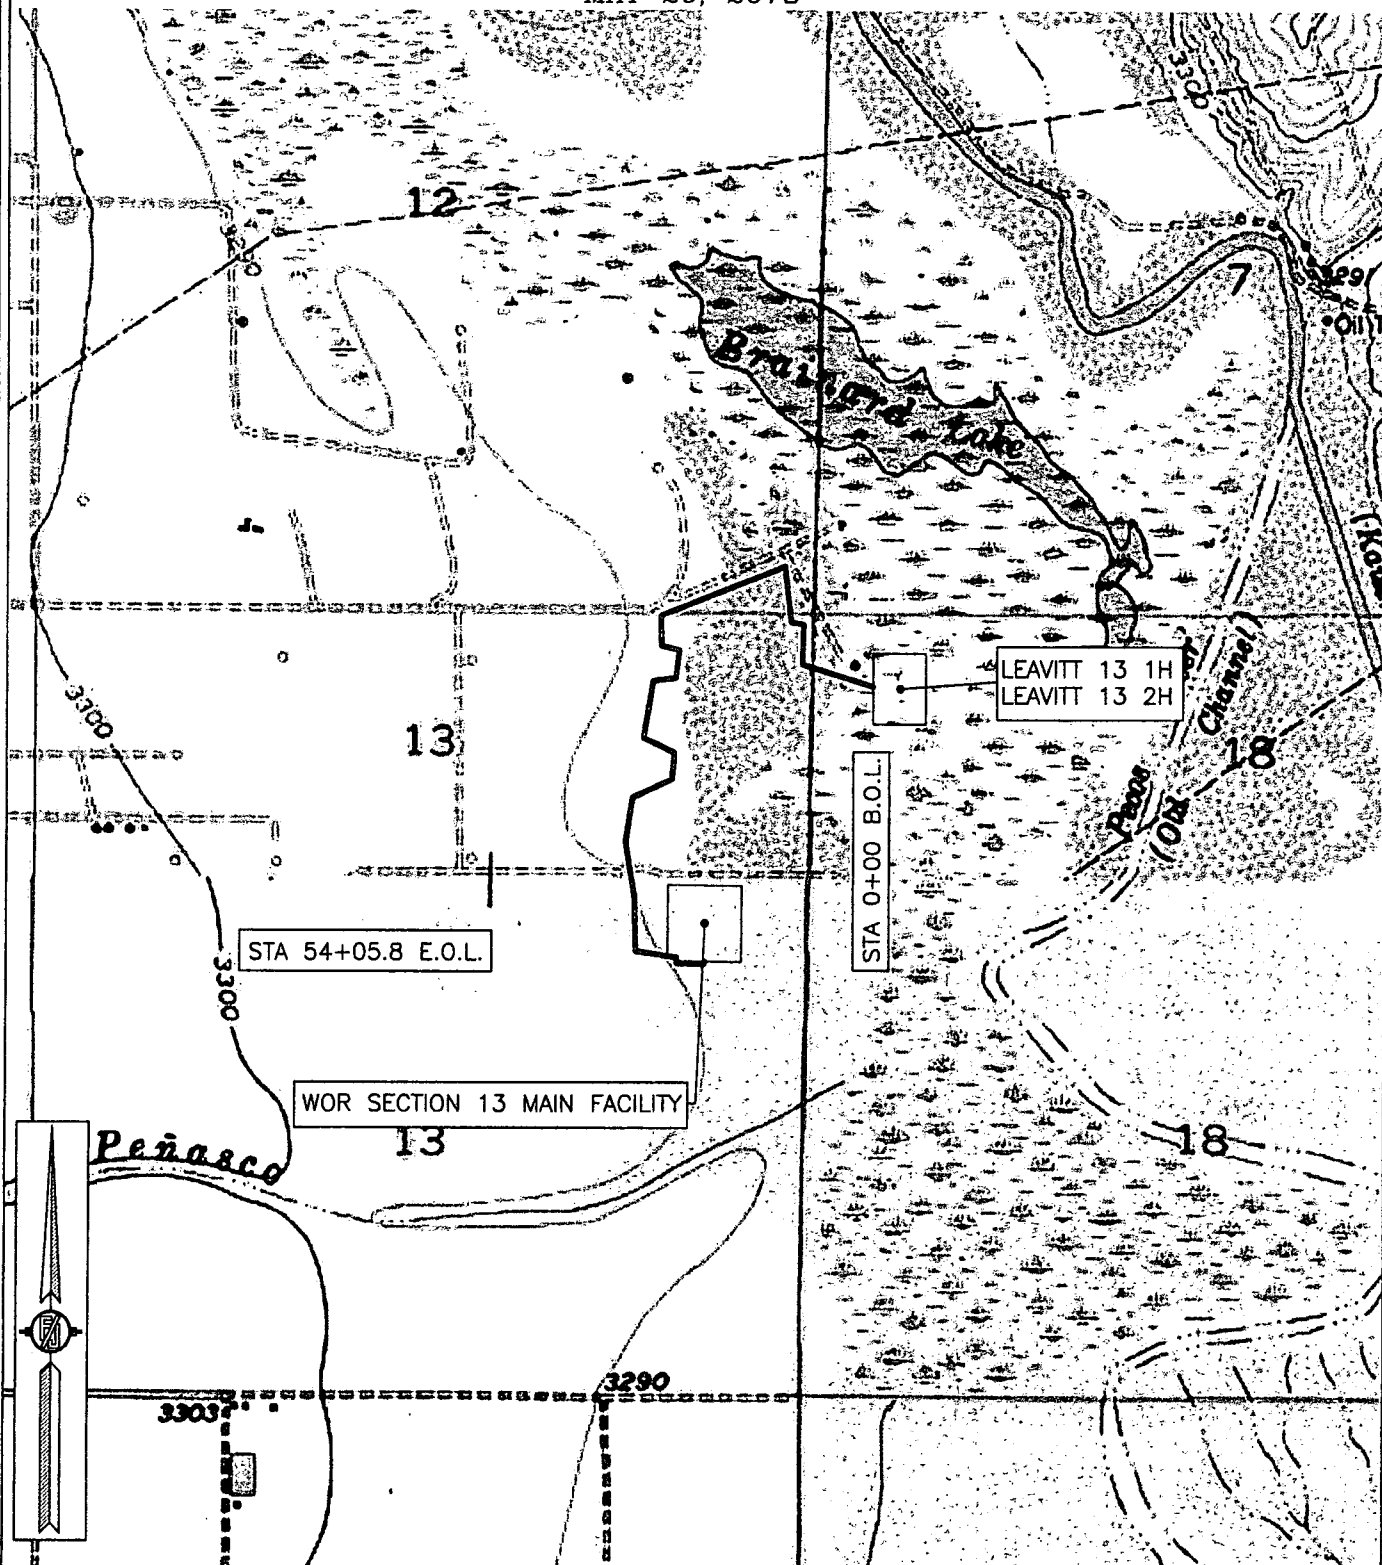 12
7
Brainard Lake
3300
LEAVITT 13 1H
LEAVITT 13 2H
3300
13
18
Channel)
Pecos
(Old
STA 0+00 B.O.L.
STA 54+05.8 E.O.L.
3300
WOR SECTION 13 MAIN FACILITY
13
18
Peñasco
3290
3303